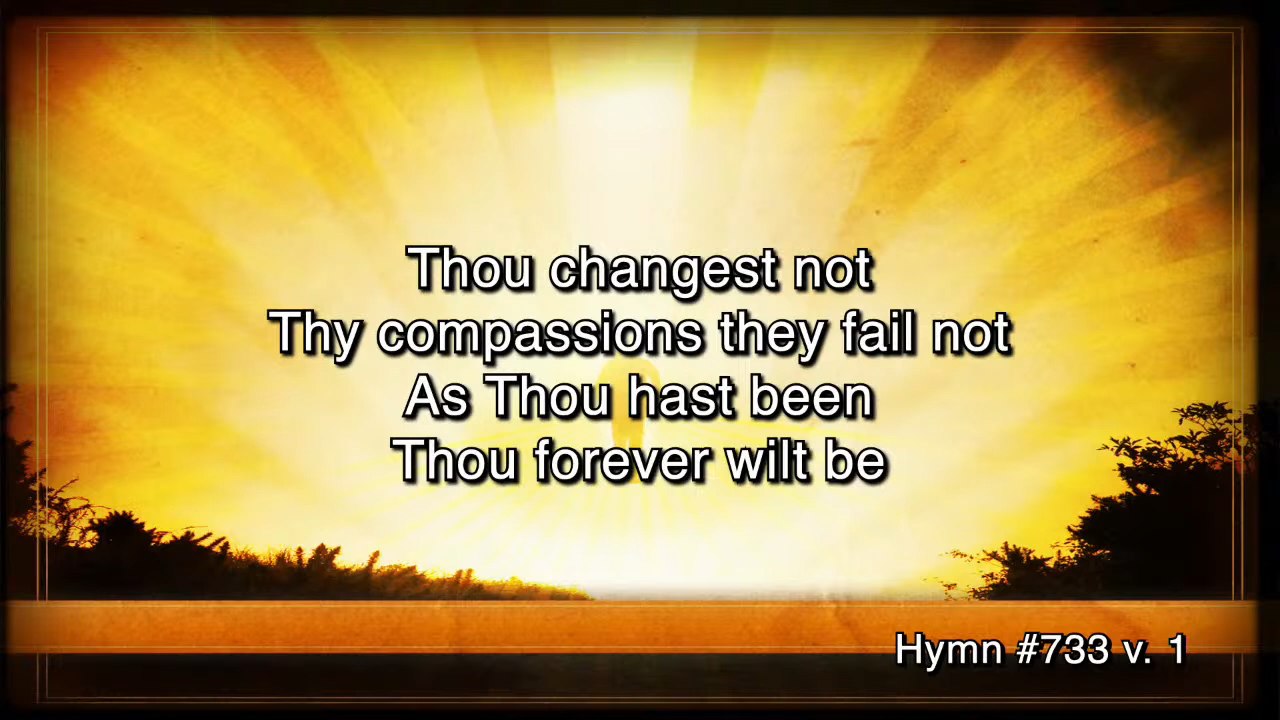 Thou changest not
Thy compassions they fail not
As Thou hast been
Thou forever wilt be
Hymn #733 v. 1